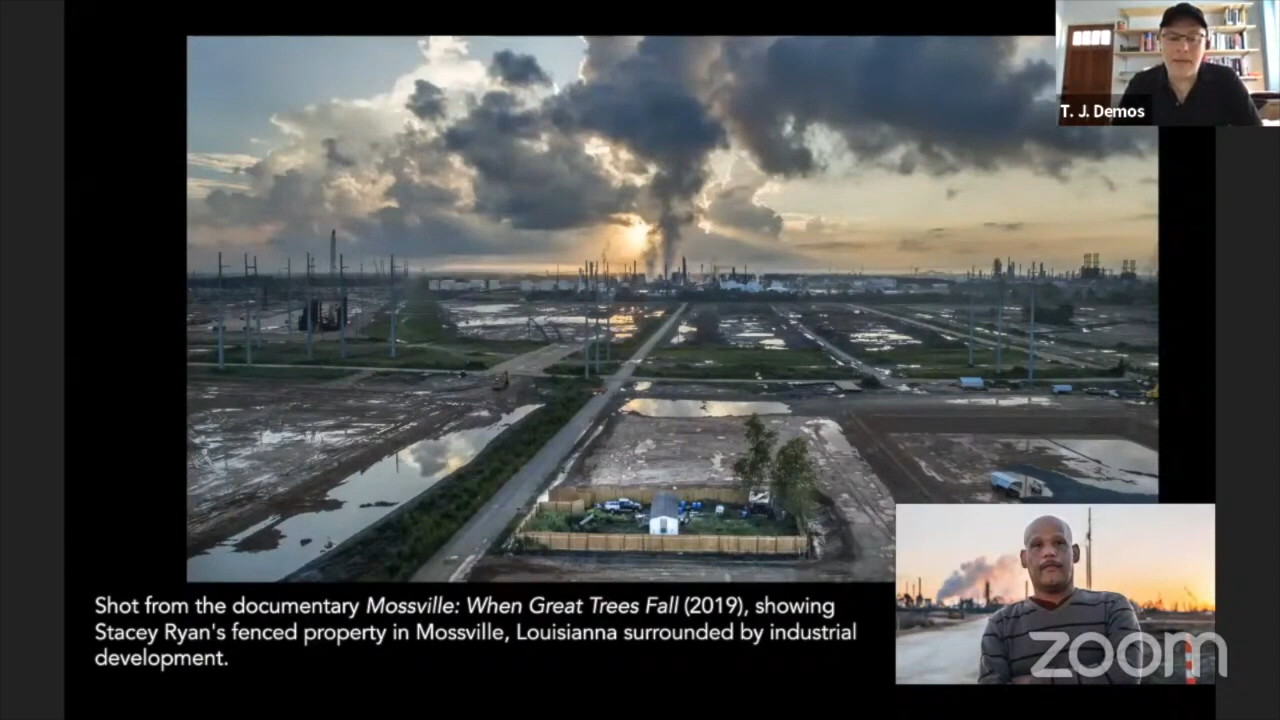 T. J. Demos
Shot from the documentary Mossville: When Great Trees Fall (2019), showing
Stacey Ryan's fenced property in Mossville, Louisianna surrounded by industrial
development.
zoom